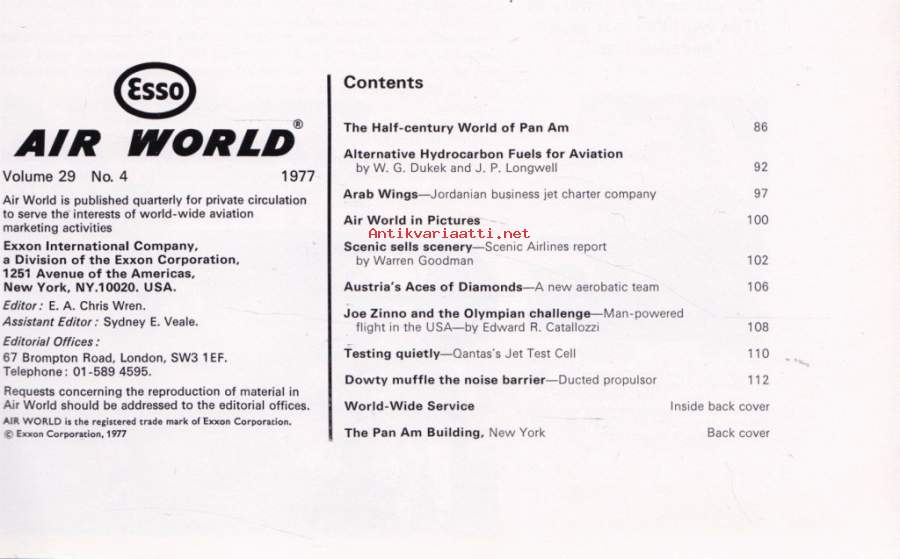 Esso
AIR WORLD®
Volume 29 No. 4 1977
Air World is published quarterly for private circulation
to serve the interests of world-wide aviation
marketing activities
Exxon International Company,
a Division of the Exxon Corporation,
1251 Avenue of the Americas,
New York, NY.10020. USA.
Editor: E. A. Chris Wren.
Assistant Editor: Sydney E. Veale.
Editorial Offices:
67 Brompton Road, London, SW3 1EF.
Telephone: 01-589 4595.
Requests concerning the reproduction of material in
Air World should be addressed to the editorial offices.
AIR WORLD is the registered trade mark of Exxon Corporation.
© Exxon Corporation, 1977
Contents
The Half-century World of Pan Am 86
Alternative Hydrocarbon Fuels for Aviation
by W. G. Dukek and J. P. Longwell 92
Arab Wings—Jordanian business jet charter company 97
Air World in Pictures 100
Antikvariaatti.net
Scenic sells scenery—Scenic Airlines report
by Warren Goodman 102
Austria's Aces of Diamonds—A new aerobatic team 106
Joe Zinno and the Olympian challenge—Man-powered
flight in the USA—by Edward R. Catallozzi 108
Testing quietly—Qantas's Jet Test Cell 110
Dowty muffle the noise barrier—Ducted propulsor 112
World-Wide Service Inside back cover
The Pan Am Building, New York Back cover